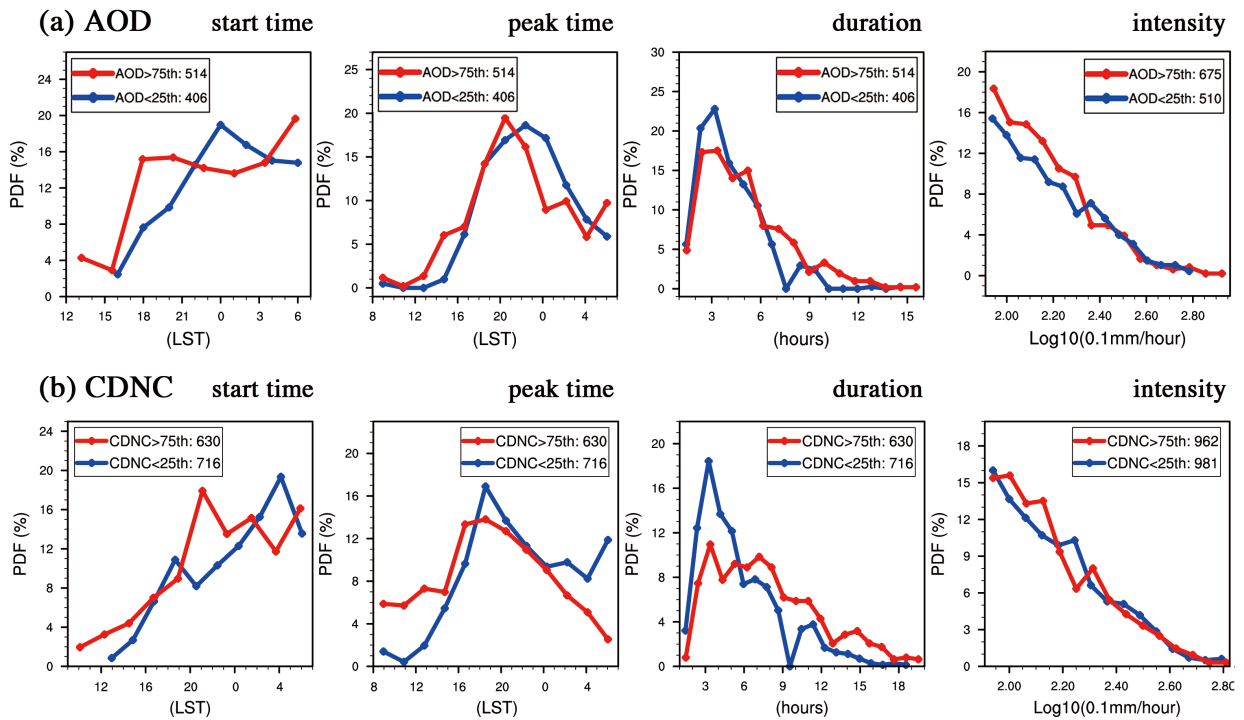 (a) AOD start time peak time duration intensity
AOD>75th: 514
AOD<25th: 406
PDF (%)
24
20
16
12
8
4
0
12 15 18 21 0 3 6
(LST)
AOD>75th: 514
AOD<25th: 406
PDF (%)
25
20
15
10
5
0
8 12 16 20 0 4
(LST)
AOD>75th: 514
AOD<25th: 406
PDF (%)
30
25
20
15
10
5
0
3 6 9 12 15
(hours)
AOD>75th: 675
AOD<25th: 510
PDF (%)
20
16
12
8
4
0
2.00 2.20 2.40 2.60 2.80
Log10(0.1mm/hour)
(b) CDNC start time peak time duration intensity
CDNC>75th: 630
CDNC<25th: 716
PDF (%)
24
20
16
12
8
4
0
12 16 20 0 4
(LST)
CDNC>75th: 630
CDNC<25th: 716
PDF (%)
20
16
12
8
4
0
8 12 16 20 0 4
(LST)
CDNC>75th: 630
CDNC<25th: 716
PDF (%)
20
16
12
8
4
0
3 6 9 12 15 18
(hours)
CDNC>75th: 962
CDNC<25th: 981
PDF (%)
18
15
12
9
6
3
0
2.00 2.20 2.40 2.60 2.80
Log10(0.1mm/hour)